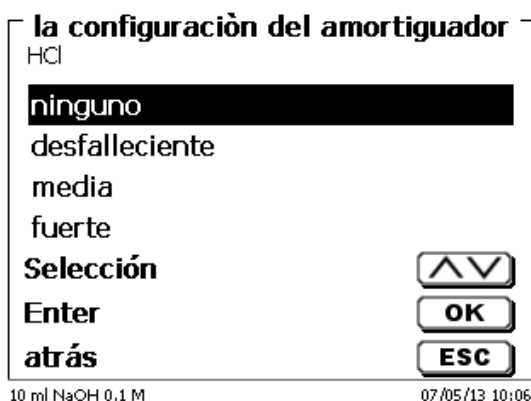 la configuraciòn del amortiguador
HCl
ninguno
desfalleciente
media
fuerte
Selección
Enter OK
atrás ESC
10 ml NaOH 0.1 M 07/05/13 10:06